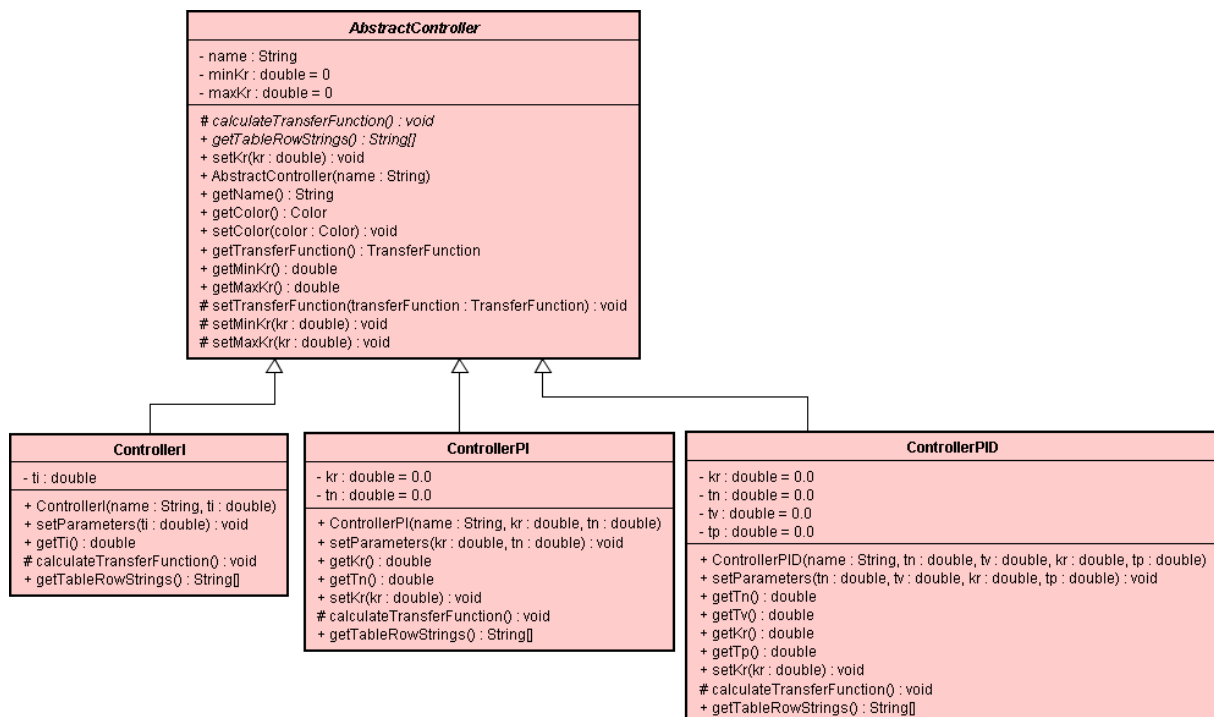 AbstractController
- name : String
- minKr : double = 0
- maxKr : double = 0
# calculateTransferFunction() : void
+ getTableRowStrings() : String[]
+ setKr(kr : double) : void
+ AbstractController(name : String)
+ getName() : String
+ getColor() : Color
+ setColor(color : Color) : void
+ getTransferFunction() : TransferFunction
+ getMinKr() : double
+ getMaxKr() : double
# setTransferFunction(transferFunction : TransferFunction) : void
# setMinKr(kr : double) : void
# setMaxKr(kr : double) : void
ControllerI
- ti : double
+ ControllerI(name : String, ti : double)
+ setParameters(ti : double) : void
+ getTi() : double
# calculateTransferFunction() : void
+ getTableRowStrings() : String[]
ControllerPI
- kr : double = 0.0
- tn : double = 0.0
+ ControllerPI(name : String, kr : double, tn : double)
+ setParameters(kr : double, tn : double) : void
+ getKr() : double
+ getTn() : double
+ setKr(kr : double) : void
# calculateTransferFunction() : void
+ getTableRowStrings() : String[]
ControllerPID
- kr : double = 0.0
- tn : double = 0.0
- tv : double = 0.0
- tp : double = 0.0
+ ControllerPID(name : String, tn : double, tv : double, kr : double, tp : double)
+ setParameters(tn : double, tv : double, kr : double, tp : double) : void
+ getTn() : double
+ getTv() : double
+ getKr() : double
+ getTp() : double
+ setKr(kr : double) : void
# calculateTransferFunction() : void
+ getTableRowStrings() : String[]